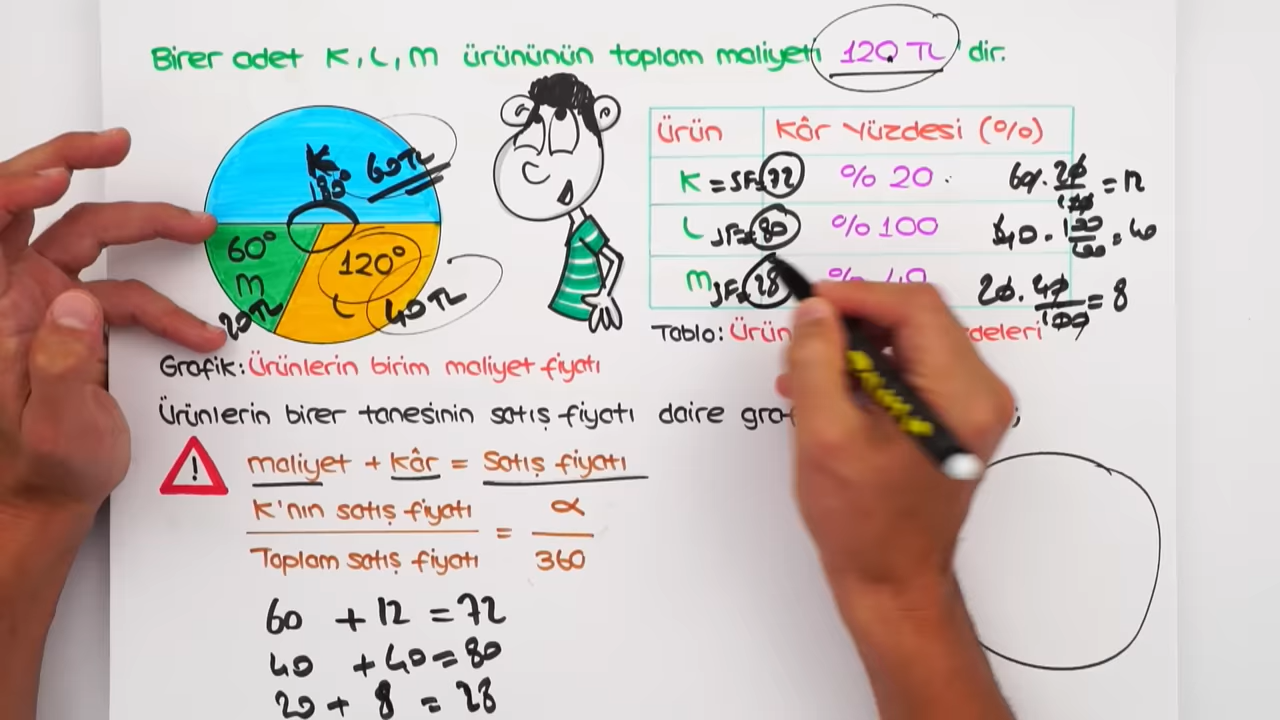 Birer adet K, L, M ürününün toplam maliyeti 120 TL dir.
K
180°
60TL
60°
M
20TL
120°
L
40TL
Ürün Kâr Yüzdesi (%)
K = SF=72 % 20 60.20/100=12
L SF=80 %100 40.100/100=40
M SF=28 % 40 20.40/100=8
Grafik: Ürünlerin birim maliyet fiyatı
Tablo: Ürün deleri
Ürünlerin birer tanesinin satış fiyatı daire
! maliyet + kâr = Satış fiyatı
K'nın satış fiyatı / Toplam satış fiyatı = α / 360
60 + 12 = 72
40 + 40 = 80
20 + 8 = 28